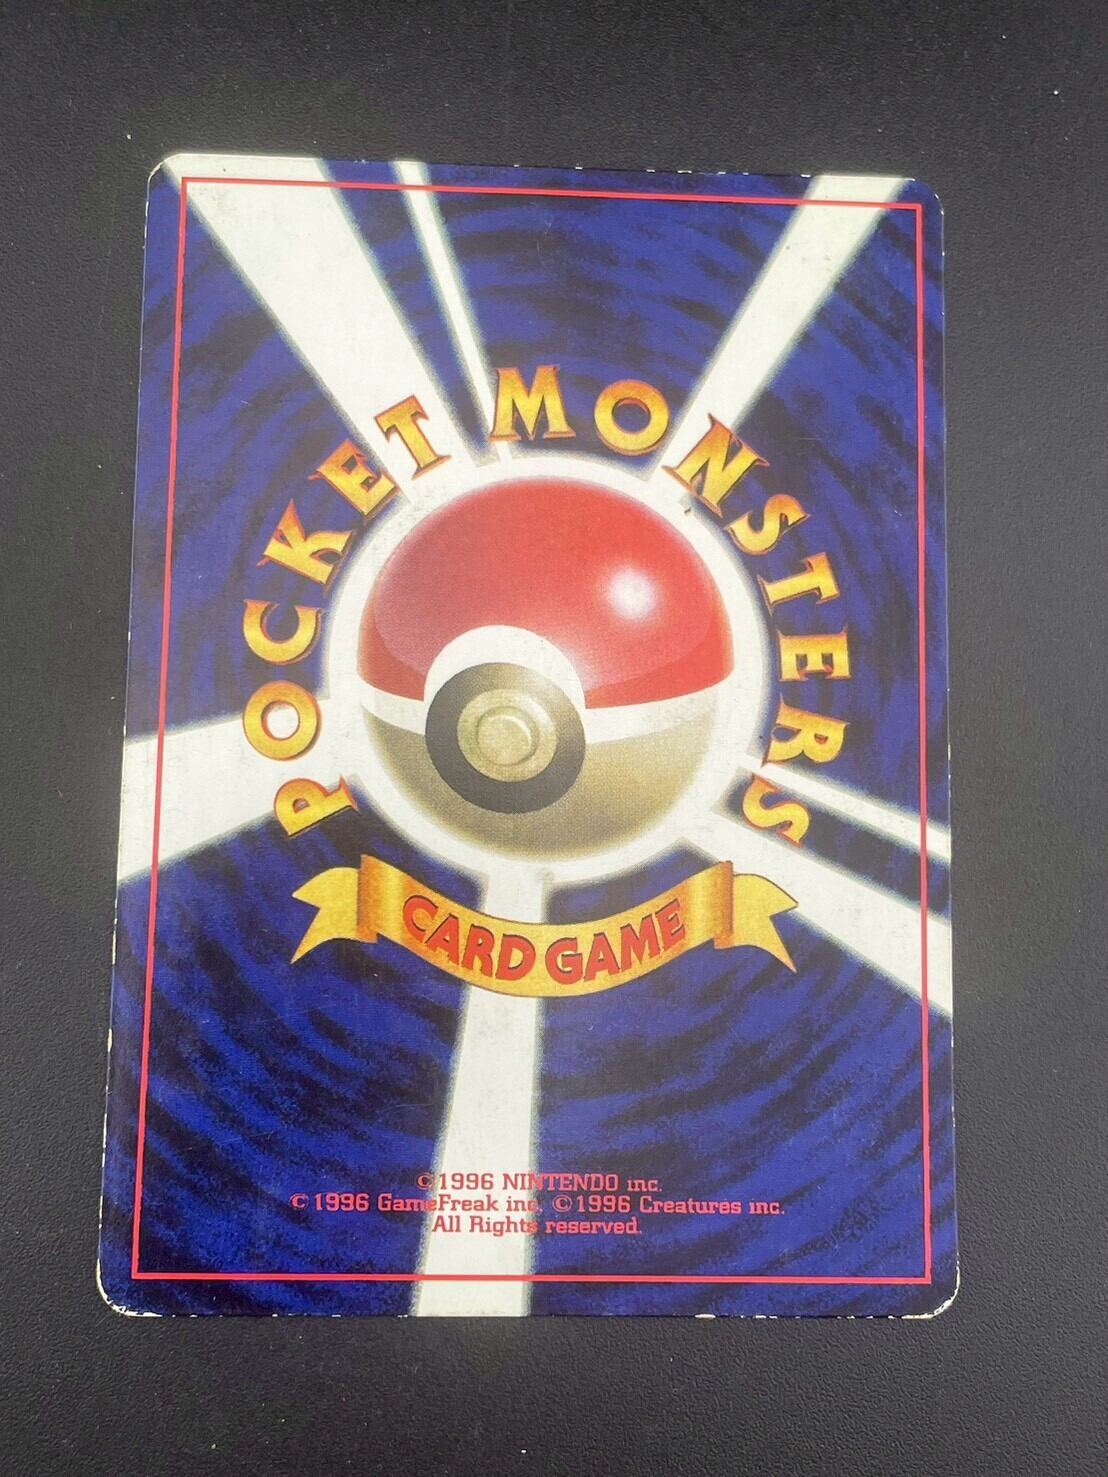 POCKET MONSTERS
CARD GAME
©1996 NINTENDO inc.
©1996 GameFreak inc. ©1996 Creatures inc.
All Rights reserved.